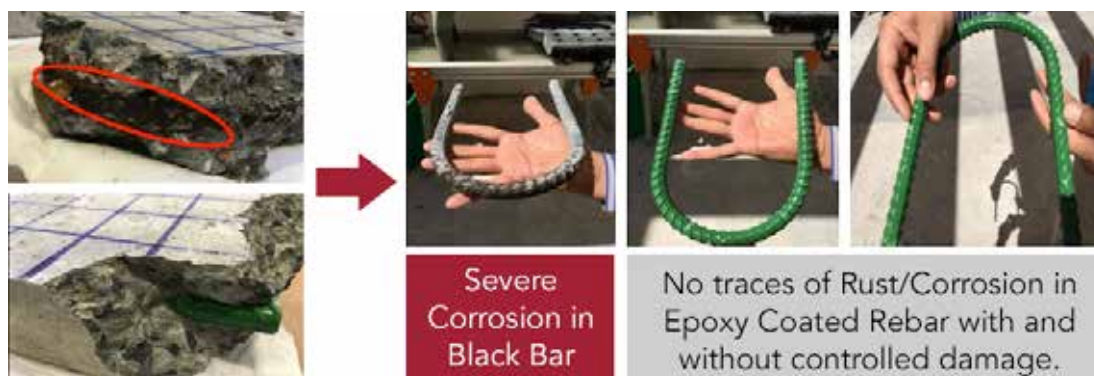 Severe
Corrosion in
Black Bar
No traces of Rust/Corrosion in
Epoxy Coated Rebar with and
without controlled damage.